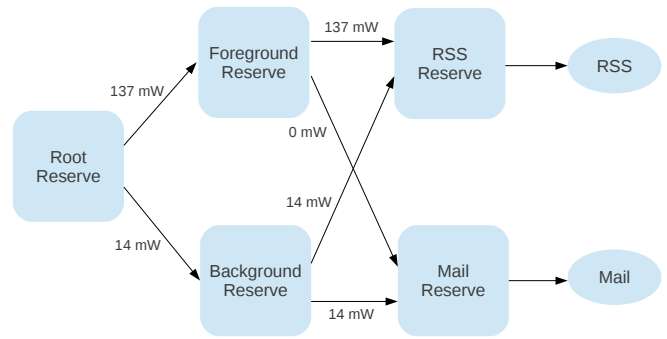 137 mW
Foreground
Reserve
137 mW
RSS
Reserve
RSS
Root
Reserve
0 mW
14 mW
14 mW
Background
Reserve
14 mW
Mail
Reserve
Mail